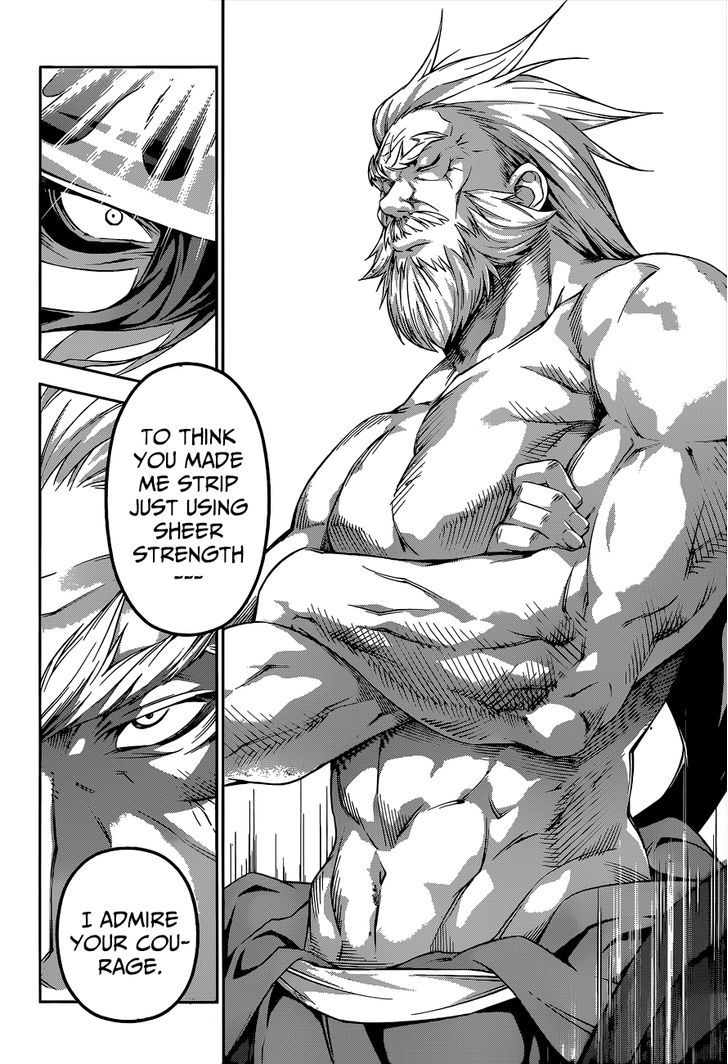 TO THINK
YOU MADE
ME STRIP
JUST USING
SHEER
STRENGTH
---
I ADMIRE
YOUR COU-
RAGE.